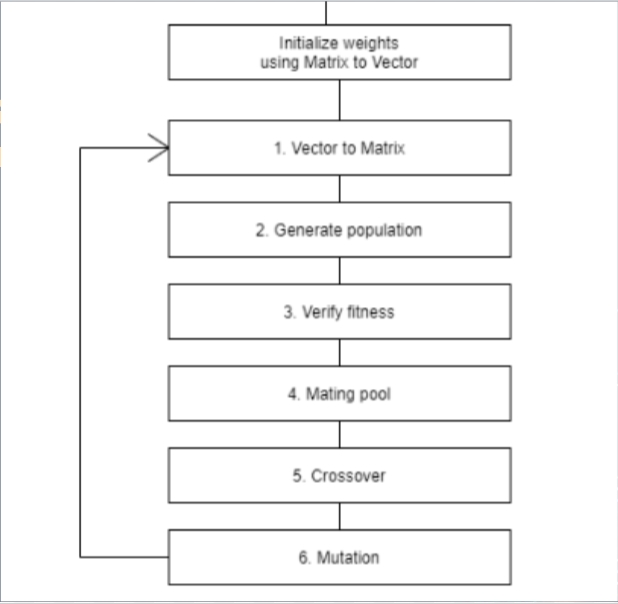 Initialize weights
using Matrix to Vector
1. Vector to Matrix
2. Generate population
3. Verify fitness
4. Mating pool
5. Crossover
6. Mutation